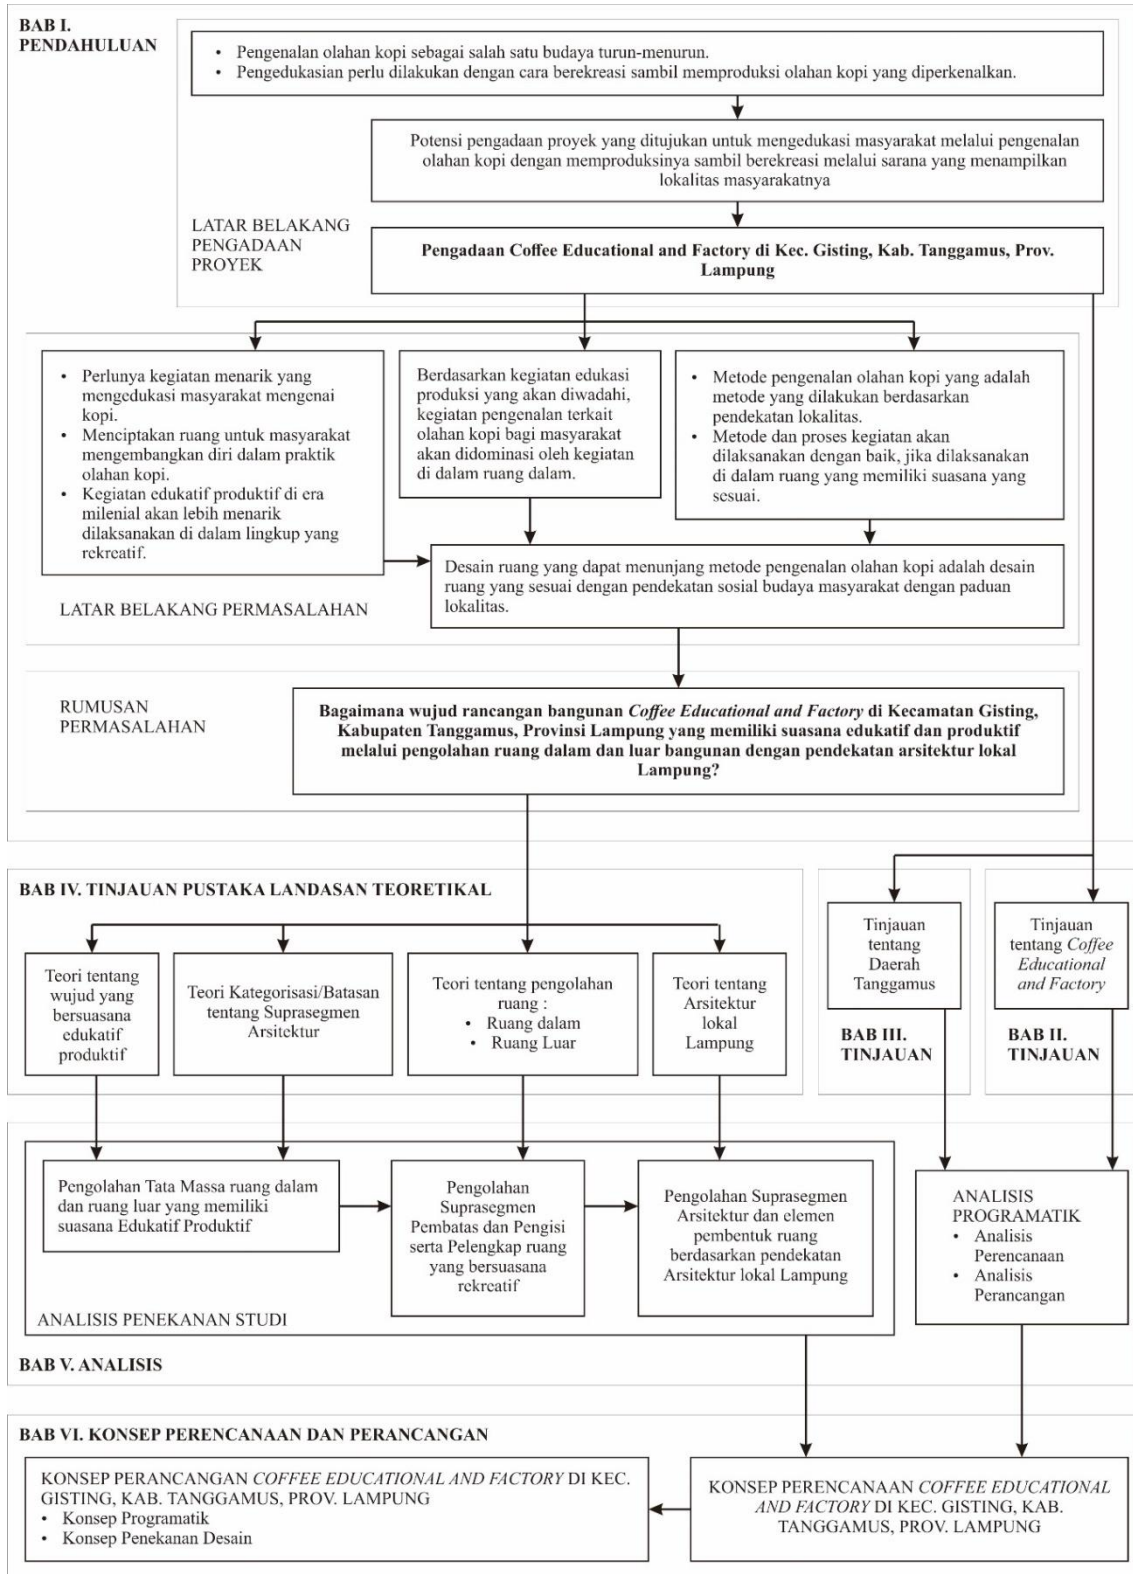 BAB I.
PENDAHULUAN
• Pengenalan olahan kopi sebagai salah satu budaya turun-menurun.
• Pengedukasian perlu dilakukan dengan cara berekreasi sambil memproduksi olahan kopi yang diperkenalkan.
Potensi pengadaan proyek yang ditujukan untuk mengedukasi masyarakat melalui pengenalan
olahan kopi dengan memproduksinya sambil berekreasi melalui sarana yang menampilkan
lokalitas masyarakatnya
LATAR BELAKANG
PENGADAAN
PROYEK
Pengadaan Coffee Educational and Factory di Kec. Gisting, Kab. Tanggamus, Prov.
Lampung
• Perlunya kegiatan menarik yang
mengedukasi masyarakat mengenai
kopi.
• Menciptakan ruang untuk masyarakat
mengembangkan diri dalam praktik
olahan kopi.
• Kegiatan edukatif produktif di era
milenial akan lebih menarik
dilaksanakan di dalam lingkup yang
rekreatif.
Berdasarkan kegiatan edukasi
produksi yang akan diwadahi,
kegiatan pengenalan terkait
olahan kopi bagi masyarakat
akan didominasi oleh kegiatan
di dalam ruang dalam.
• Metode pengenalan olahan kopi yang adalah
metode yang dilakukan berdasarkan
pendekatan lokalitas.
• Metode dan proses kegiatan akan
dilaksanakan dengan baik, jika dilaksanakan
di dalam ruang yang memiliki suasana yang
sesuai.
Desain ruang yang dapat menunjang metode pengenalan olahan kopi adalah desain
ruang yang sesuai dengan pendekatan sosial budaya masyarakat dengan paduan
lokalitas.
LATAR BELAKANG PERMASALAHAN
RUMUSAN
PERMASALAHAN
Bagaimana wujud rancangan bangunan Coffee Educational and Factory di Kecamatan Gisting,
Kabupaten Tanggamus, Provinsi Lampung yang memiliki suasana edukatif dan produktif
melalui pengolahan ruang dalam dan luar bangunan dengan pendekatan arsitektur lokal
Lampung?
BAB IV. TINJAUAN PUSTAKA LANDASAN TEORETIKAL
Teori tentang
wujud yang
bersuasana
edukatif
produktif
Teori Kategorisasi/Batasan
tentang Suprasegmen
Arsitektur
Teori tentang pengolahan
ruang :
• Ruang dalam
• Ruang Luar
Teori tentang
Arsitektur
lokal
Lampung
Tinjauan
tentang
Daerah
Tanggamus
BAB III.
TINJAUAN
Tinjauan
tentang Coffee
Educational
and Factory
BAB II.
TINJAUAN
Pengolahan Tata Massa ruang dalam
dan ruang luar yang memiliki
suasana Edukatif Produktif
Pengolahan
Suprasegmen
Pembatas dan Pengisi
serta Pelengkap ruang
yang bersuasana
rekreatif
Pengolahan Suprasegmen
Arsitektur dan elemen
pembentuk ruang
berdasarkan pendekatan
Arsitektur lokal Lampung
ANALISIS
PROGRAMATIK
• Analisis
Perencanaan
• Analisis
Perancangan
ANALISIS PENEKANAN STUDI
BAB V. ANALISIS
BAB VI. KONSEP PERENCANAAN DAN PERANCANGAN
KONSEP PERANCANGAN COFFEE EDUCATIONAL AND FACTORY DI KEC.
GISTING, KAB. TANGGAMUS, PROV. LAMPUNG
• Konsep Programatik
• Konsep Penekanan Desain
KONSEP PERENCANAAN COFFEE EDUCATIONAL
AND FACTORY DI KEC. GISTING, KAB.
TANGGAMUS, PROV. LAMPUNG